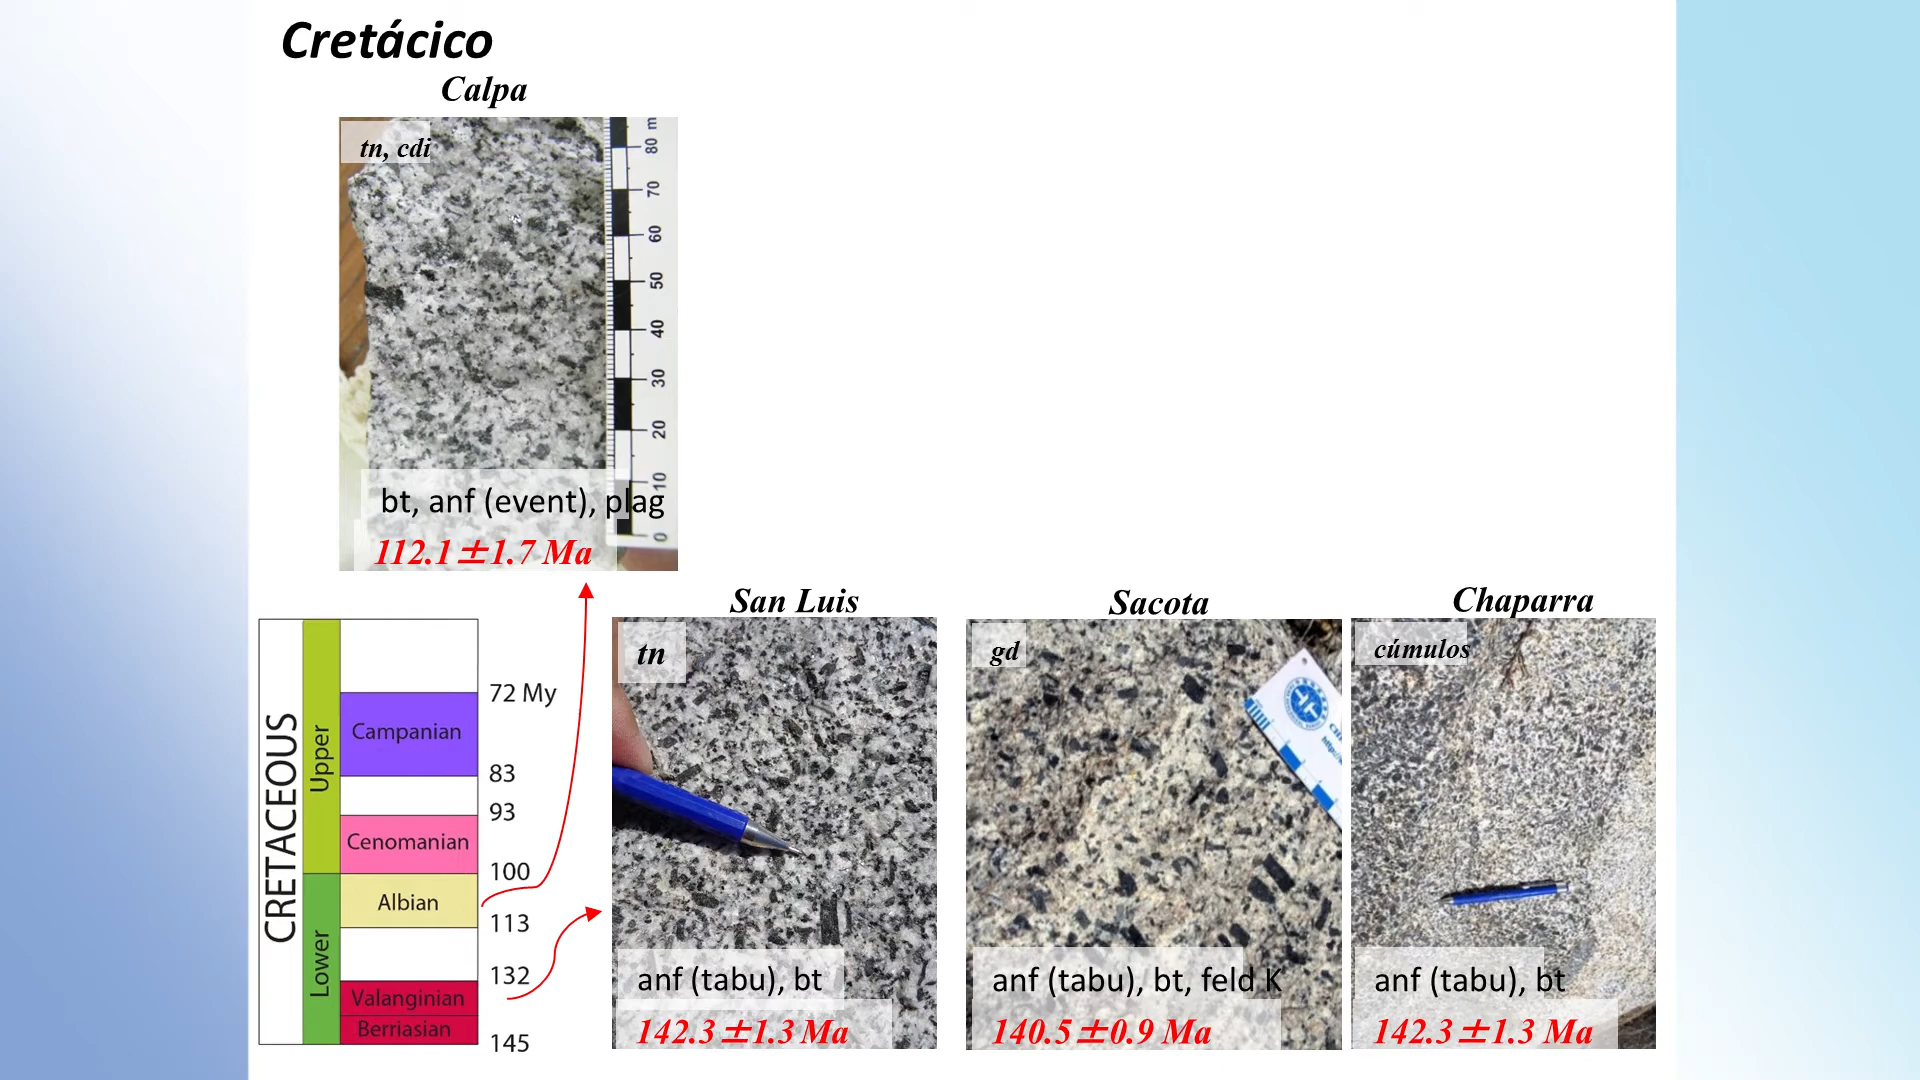 Cretácico
Calpa
tn, cdi
80
70
60
50
40
30
20
10
0
bt, anf (event), plag
112.1±1.7 Ma
CRETACEOUS
Upper
Lower
Campanian
Cenomanian
Albian
Valanginian
Berriasian
72 My
83
93
100
113
132
145
San Luis
tn
anf (tabu), bt
142.3±1.3 Ma
Sacota
gd
anf (tabu), bt, feld K
140.5±0.9 Ma
Chaparra
cúmulos
anf (tabu), bt
142.3±1.3 Ma